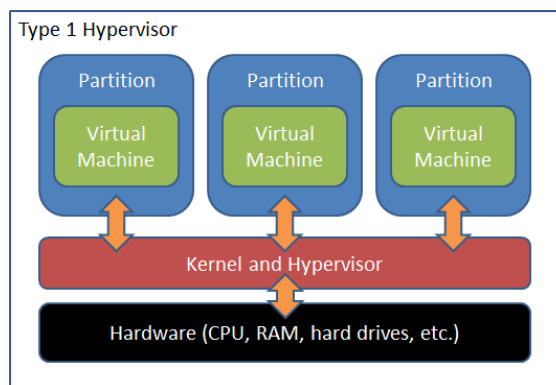 Type 1 Hypervisor
Partition
Partition
Partition
Virtual
Machine
Virtual
Machine
Virtual
Machine
Kernel and Hypervisor
Hardware (CPU, RAM, hard drives, etc.)